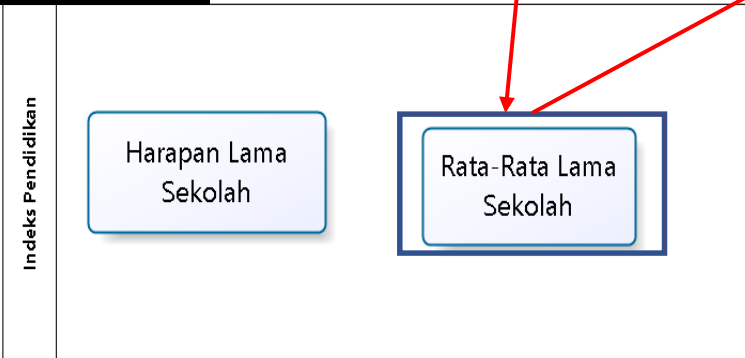 Indeks Pendidikan
Harapan Lama
Sekolah
Rata-Rata Lama
Sekolah